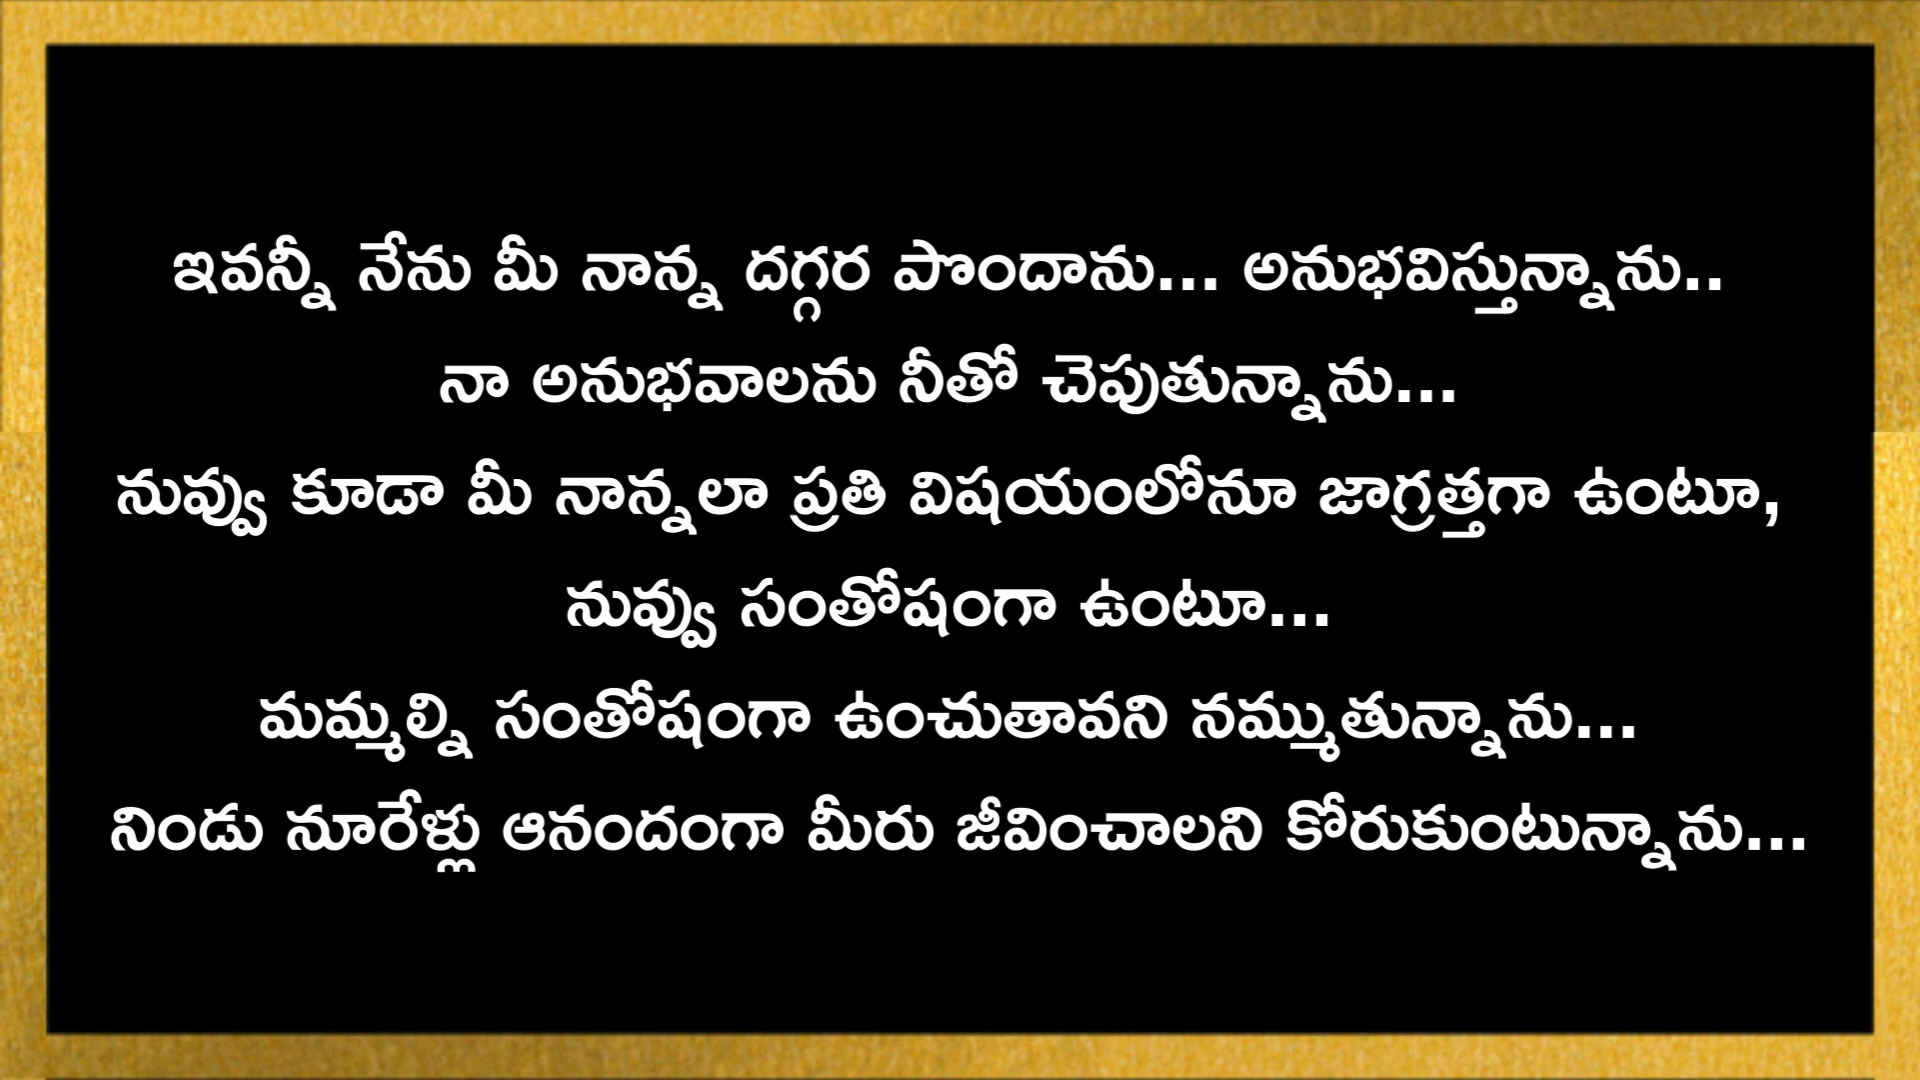 ఇవన్నీ నేను మీ నాన్న దగ్గర పొందాను... అనుభవిస్తున్నాను..
నా అనుభవాలను నీతో చెపుతున్నాను...
నువ్వు కూడా మీ నాన్నలా ప్రతి విషయంలోనూ జాగ్రత్తగా ఉంటూ,
నువ్వు సంతోషంగా ఉంటూ...
మమ్మల్ని సంతోషంగా ఉంచుతావని నమ్ముతున్నాను...
నిండు నూరేళ్లు ఆనందంగా మీరు జీవించాలని కోరుకుంటున్నాను...